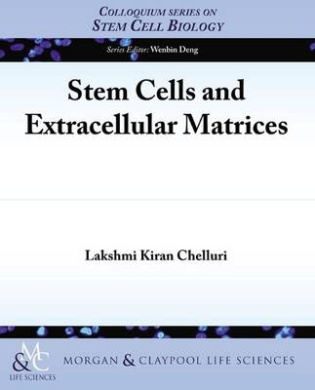 COLLOQUIUM SERIES ON
STEM CELL BIOLOGY
Series Editor: Wenbin Deng
Stem Cells and
Extracellular Matrices
Lakshmi Kiran Chelluri
M&C
LIFE SCIENCES
MORGAN & CLAYPOOL LIFE SCIENCES